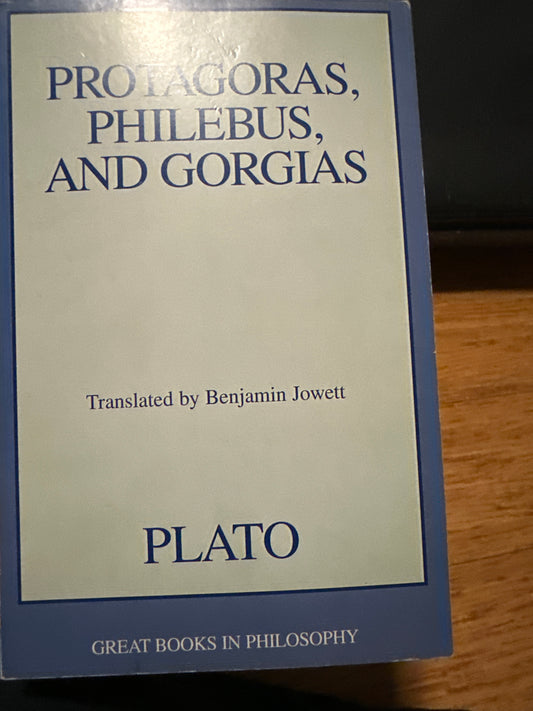 PROTAGORAS,
PHILEBUS,
AND GORGIAS
Translated by Benjamin Jowett
PLATO
GREAT BOOKS IN PHILOSOPHY